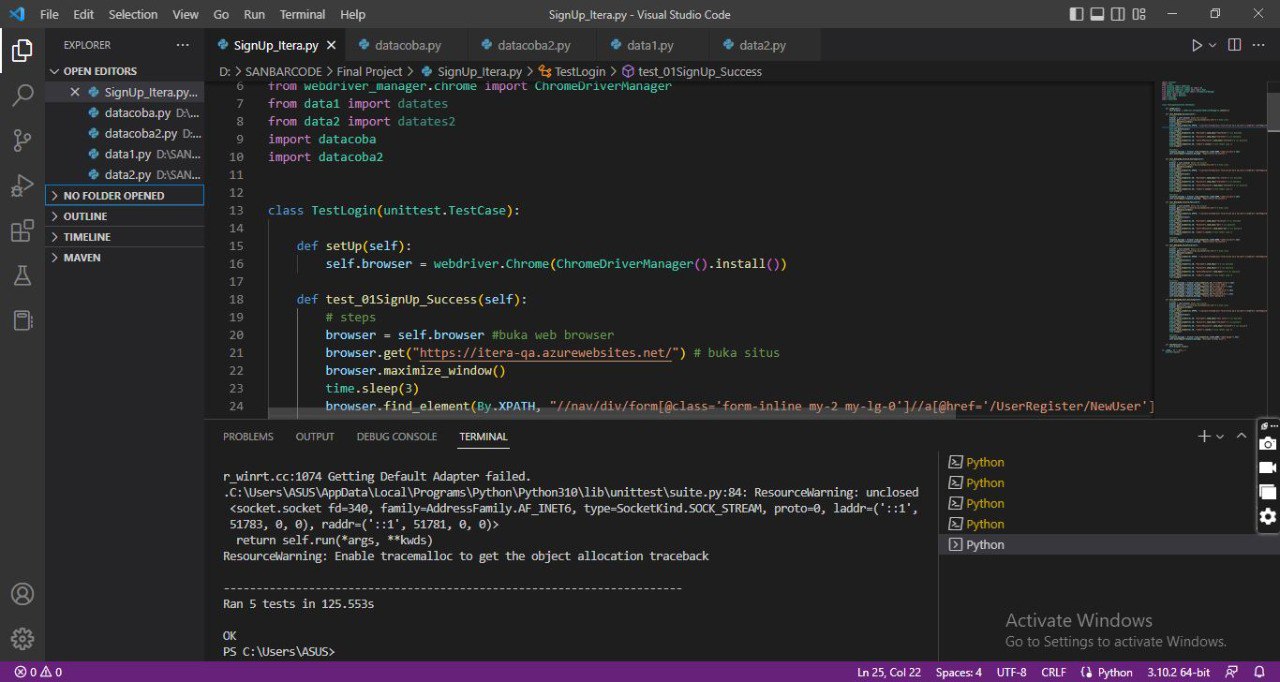 File Edit Selection View Go Run Terminal Help SignUp_Itera.py - Visual Studio Code
EXPLORER
OPEN EDITORS
SignUp_Itera.py...
datacoba.py D:\...
datacoba2.py D:...
data1.py D:\SAN...
data2.py D:\SAN...
NO FOLDER OPENED
OUTLINE
TIMELINE
MAVEN
SignUp_Itera.py datacoba.py datacoba2.py data1.py data2.py
D: > SANBARCODE > Final Project > SignUp_Itera.py > TestLogin > test_01SignUp_Success
6 from webdriver_manager.chrome import ChromeDriverManager
7 from data1 import datates
8 from data2 import datates2
9 import datacoba
10 import datacoba2
11
12
13 class TestLogin(unittest.TestCase):
14
15 def setUp(self):
16 self.browser = webdriver.Chrome(ChromeDriverManager().install())
17
18 def test_01SignUp_Success(self):
19 # steps
20 browser = self.browser #buka web browser
21 browser.get("https://itera-qa.azurewebsites.net/") # buka situs
22 browser.maximize_window()
23 time.sleep(3)
24 browser.find_element(By.XPATH, "//nav/div/form[@class='form-inline my-2 my-lg-0']//a[@href='/UserRegister/NewUser']
PROBLEMS OUTPUT DEBUG CONSOLE TERMINAL
r_winrt.cc:1074 Getting Default Adapter failed.
.C:\Users\ASUS\AppData\Local\Programs\Python\Python310\lib\unittest\suite.py:84: ResourceWarning: unclosed
<socket.socket fd=340, family=AddressFamily.AF_INET6, type=SocketKind.SOCK_STREAM, proto=0, laddr=('::1',
51783, 0, 0), raddr=('::1', 51781, 0, 0)>
return self.run(*args, **kwds)
ResourceWarning: Enable tracemalloc to get the object allocation traceback
----------------------------------------------------------------------
Ran 5 tests in 125.553s
OK
PS C:\Users\ASUS>
Python
Python
Python
Python
Python
Activate Windows
Go to Settings to activate Windows.
0 0 Ln 25, Col 22 Spaces: 4 UTF-8 CRLF Python 3.10.2 64-bit